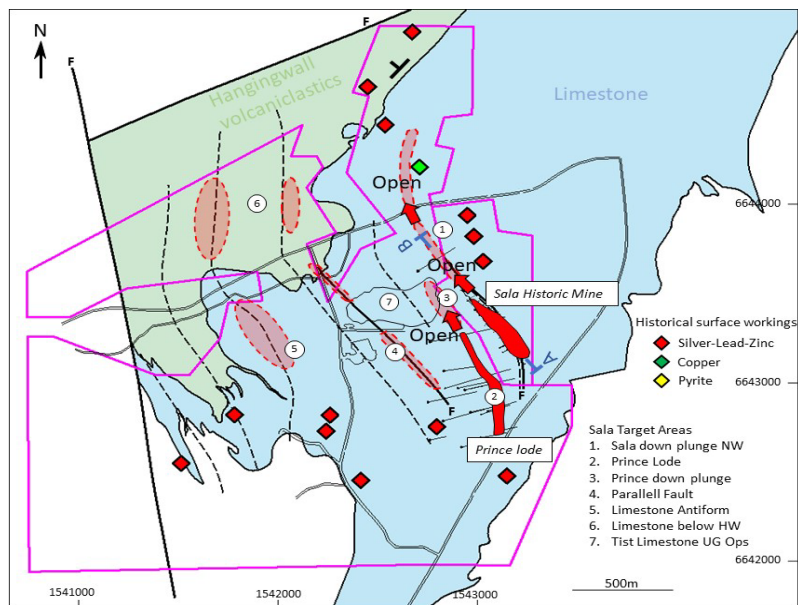 N
F
Hangingwall
volcaniclastics
Limestone
Open
6644000
6
1
B
Open
Sala Historic Mine
7
3
Historical surface workings
Silver-Lead-Zinc
Copper
Pyrite
Open
5
4
A
6643000
2
F
F
Prince lode
Sala Target Areas
1. Sala down plunge NW
2. Prince Lode
3. Prince down plunge
4. Parallell Fault
5. Limestone Antiform
6. Limestone below HW
7. Tist Limestone UG Ops
6642000
F
1541000
1542000
1543000
500m